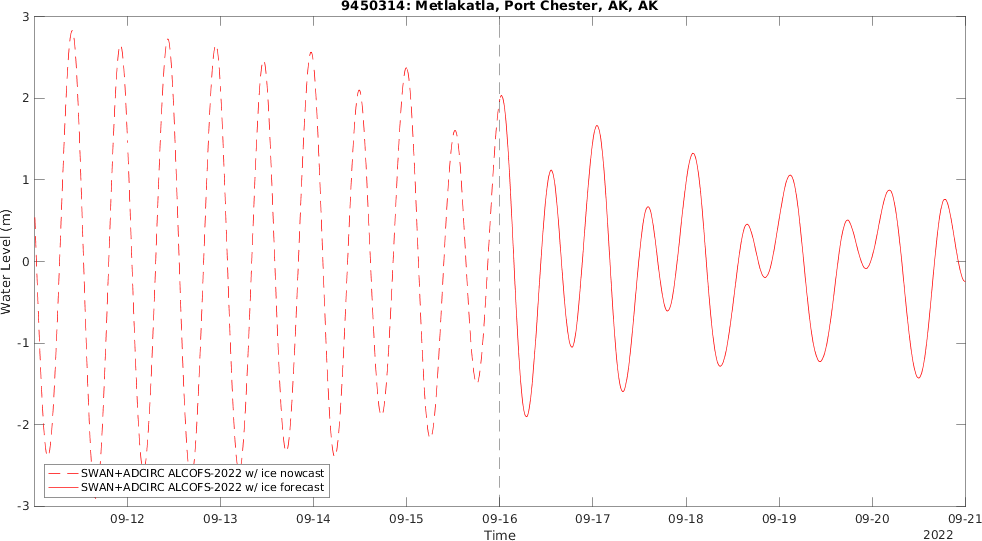 9450314: Metlakatla, Port Chester, AK, AK
Water Level (m)
3
2
1
0
-1
-2
-3
SWAN+ADCIRC ALCOFS-2022 w/ ice nowcast
SWAN+ADCIRC ALCOFS-2022 w/ ice forecast
09-12 09-13 09-14 09-15 09-16 09-17 09-18 09-19 09-20 09-21
Time
2022